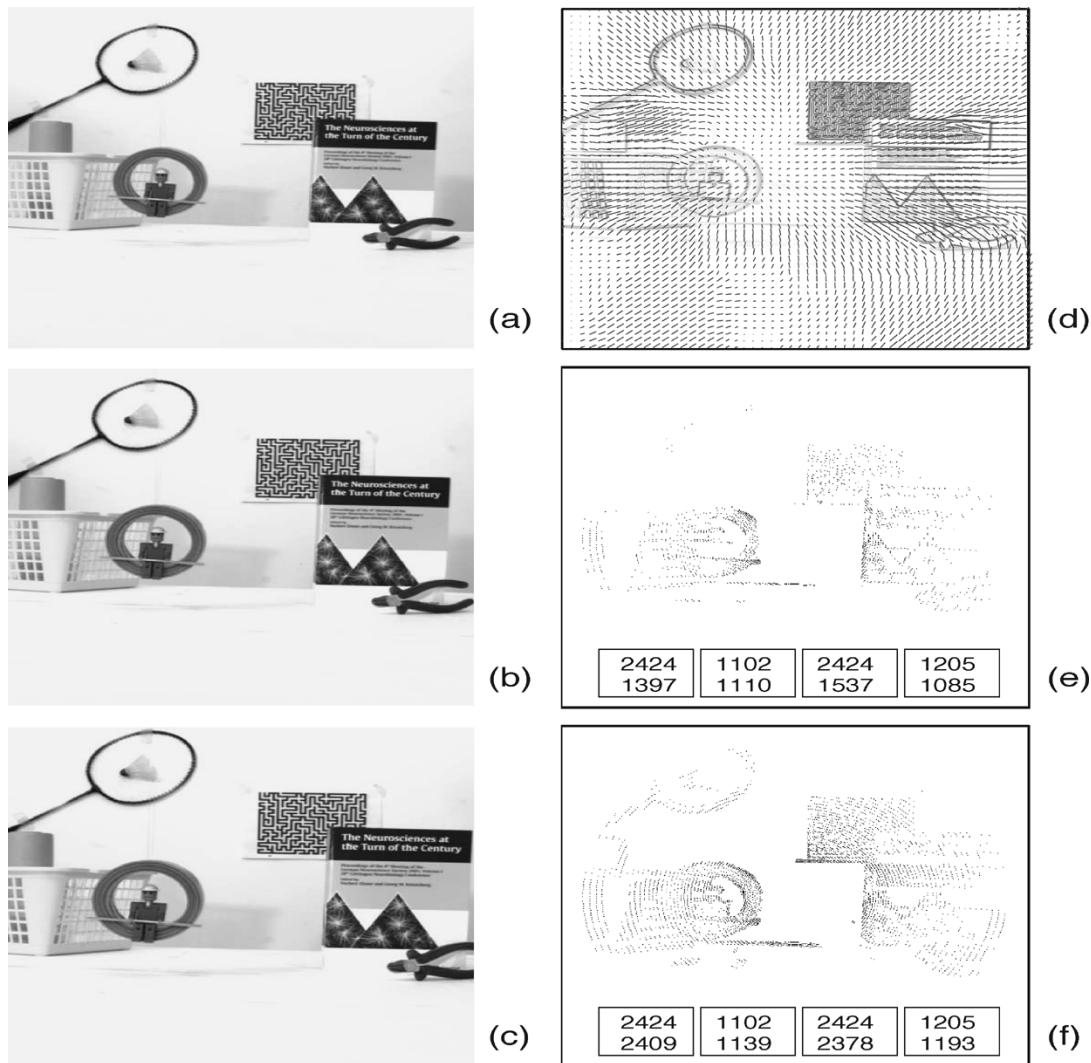 The Neurosciences at
the Turn of the Century
(a)
(d)
The Neurosciences at
the Turn of the Century
(b)
2424
1397
1102
1110
2424
1537
1205
1085
(e)
The Neurosciences at
the Turn of the Century
(c)
2424
2409
1102
1139
2424
2378
1205
1193
(f)